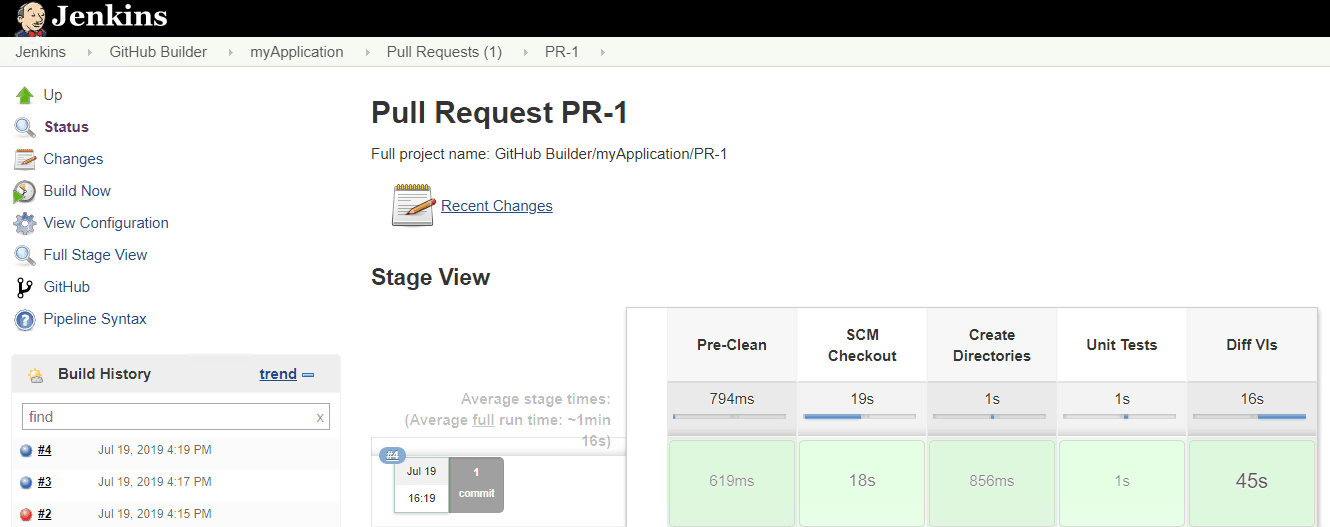 Jenkins
Jenkins GitHub Builder myApplication Pull Requests (1) PR-1
Up
Status
Changes
Build Now
View Configuration
Full Stage View
GitHub
Pipeline Syntax
Build History trend
find x
#4 Jul 19, 2019 4:19 PM
#3 Jul 19, 2019 4:17 PM
#2 Jul 19, 2019 4:15 PM
Pull Request PR-1
Full project name: GitHub Builder/myApplication/PR-1
Recent Changes
Stage View
Pre-Clean
SCM
Checkout
Create
Directories
Unit Tests
Diff VIs
Average stage times:
(Average full run time: ~1min
16s)
794ms 19s 1s 1s 16s
#4
Jul 19
16:19
1
commit
619ms 18s 856ms 1s 45s